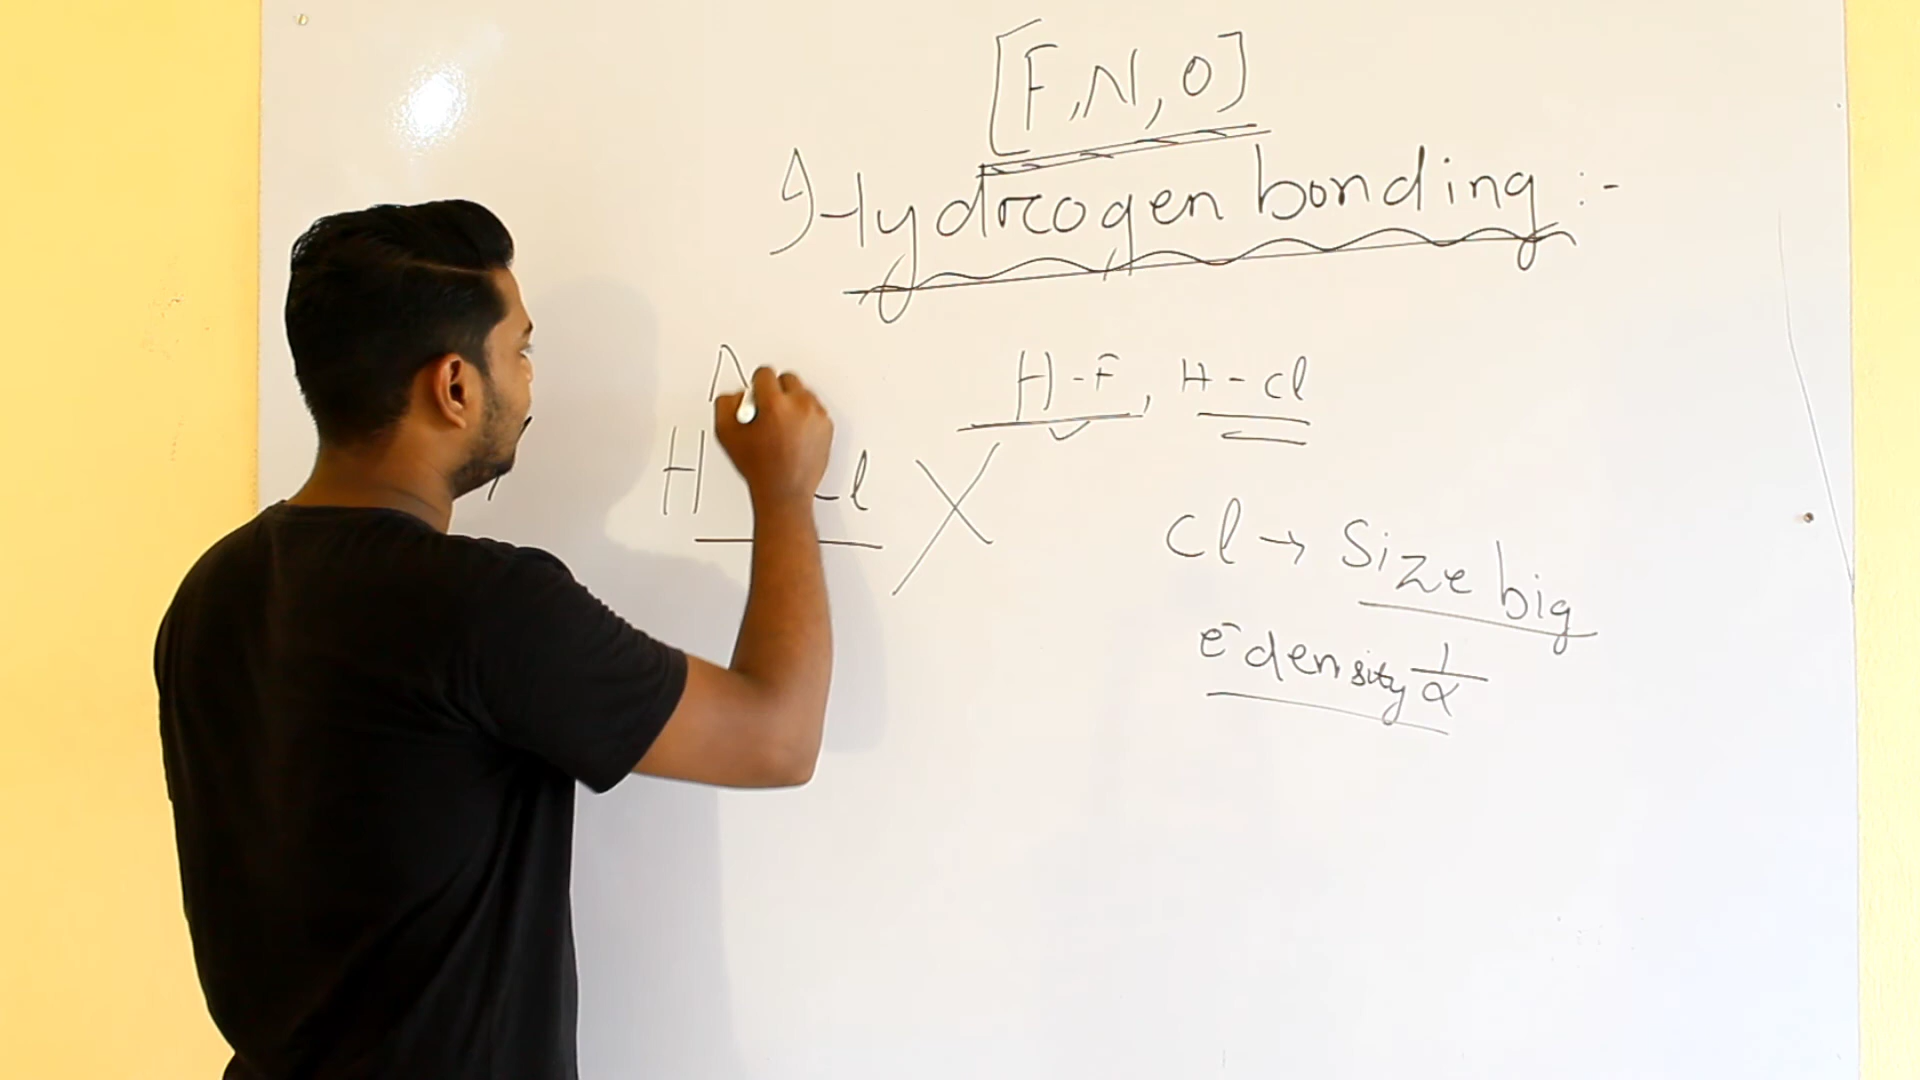 [F,N,O]
Hydrogen bonding :-
H-F, H-Cl
H
Cl → Size big
e⁻ density 1/α